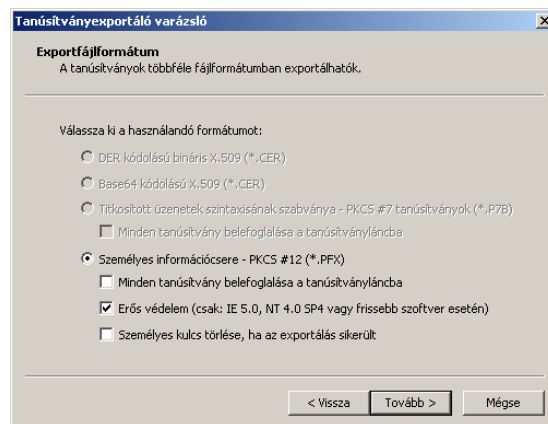 Tanúsítványexportáló varázsló
Exportfájlformátum
A tanúsítványok többféle fájlformátumban exportálhatók.
Válassza ki a használandó formátumot:
DER kódolású bináris X.509 (*.CER)
Base64 kódolású X.509 (*.CER)
Titkosított üzenetek szintaxisának szabványa - PKCS #7 tanúsítványok (*.P7B)
Minden tanúsítvány belefoglalása a tanúsítványláncba
Személyes információcsere - PKCS #12 (*.PFX)
Minden tanúsítvány belefoglalása a tanúsítványláncba
Erős védelem (csak: IE 5.0, NT 4.0 SP4 vagy frissebb szoftver esetén)
Személyes kulcs törlése, ha az exportálás sikerült
< Vissza Tovább > Mégse